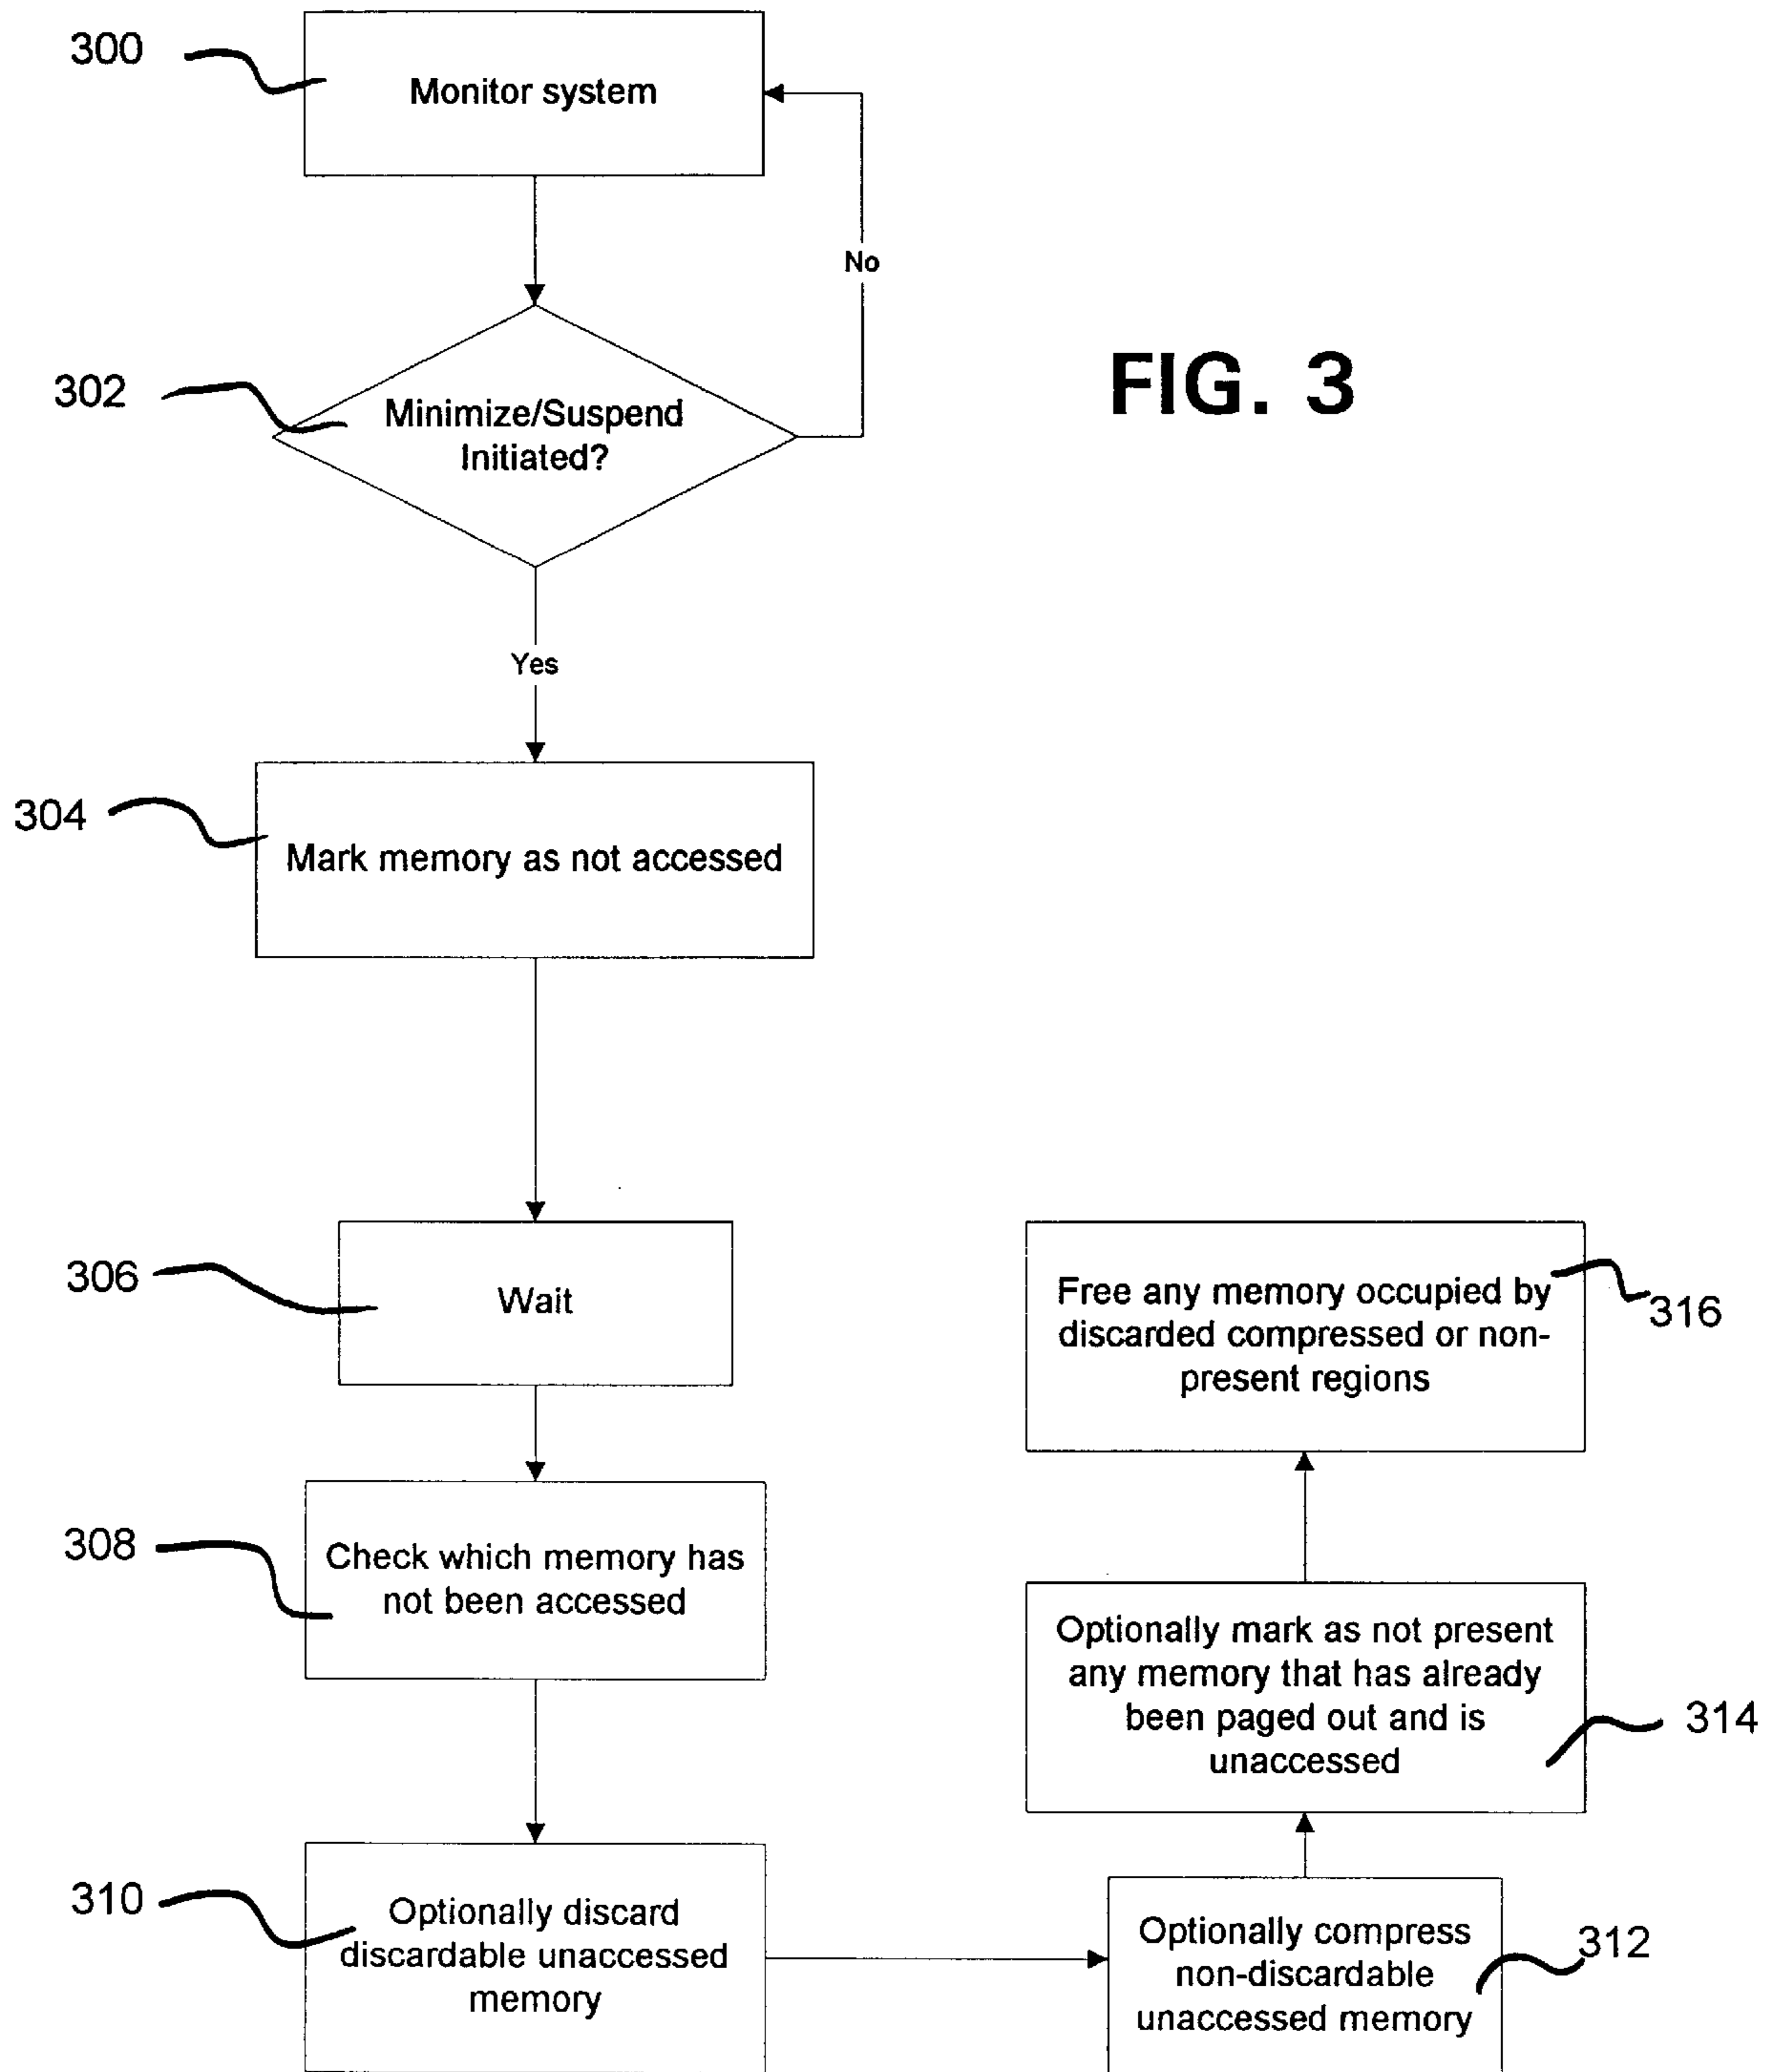 300
Monitor system
No
302
Minimize/Suspend
Initiated?
FIG. 3
Yes
304
Mark memory as not accessed
306
Wait
308
Check which memory has
not been accessed
310
Optionally discard
discardable unaccessed
memory
Optionally compress
non-discardable
unaccessed memory
312
Optionally mark as not present
any memory that has already
been paged out and is
unaccessed
314
Free any memory occupied by
discarded compressed or non-
present regions
316